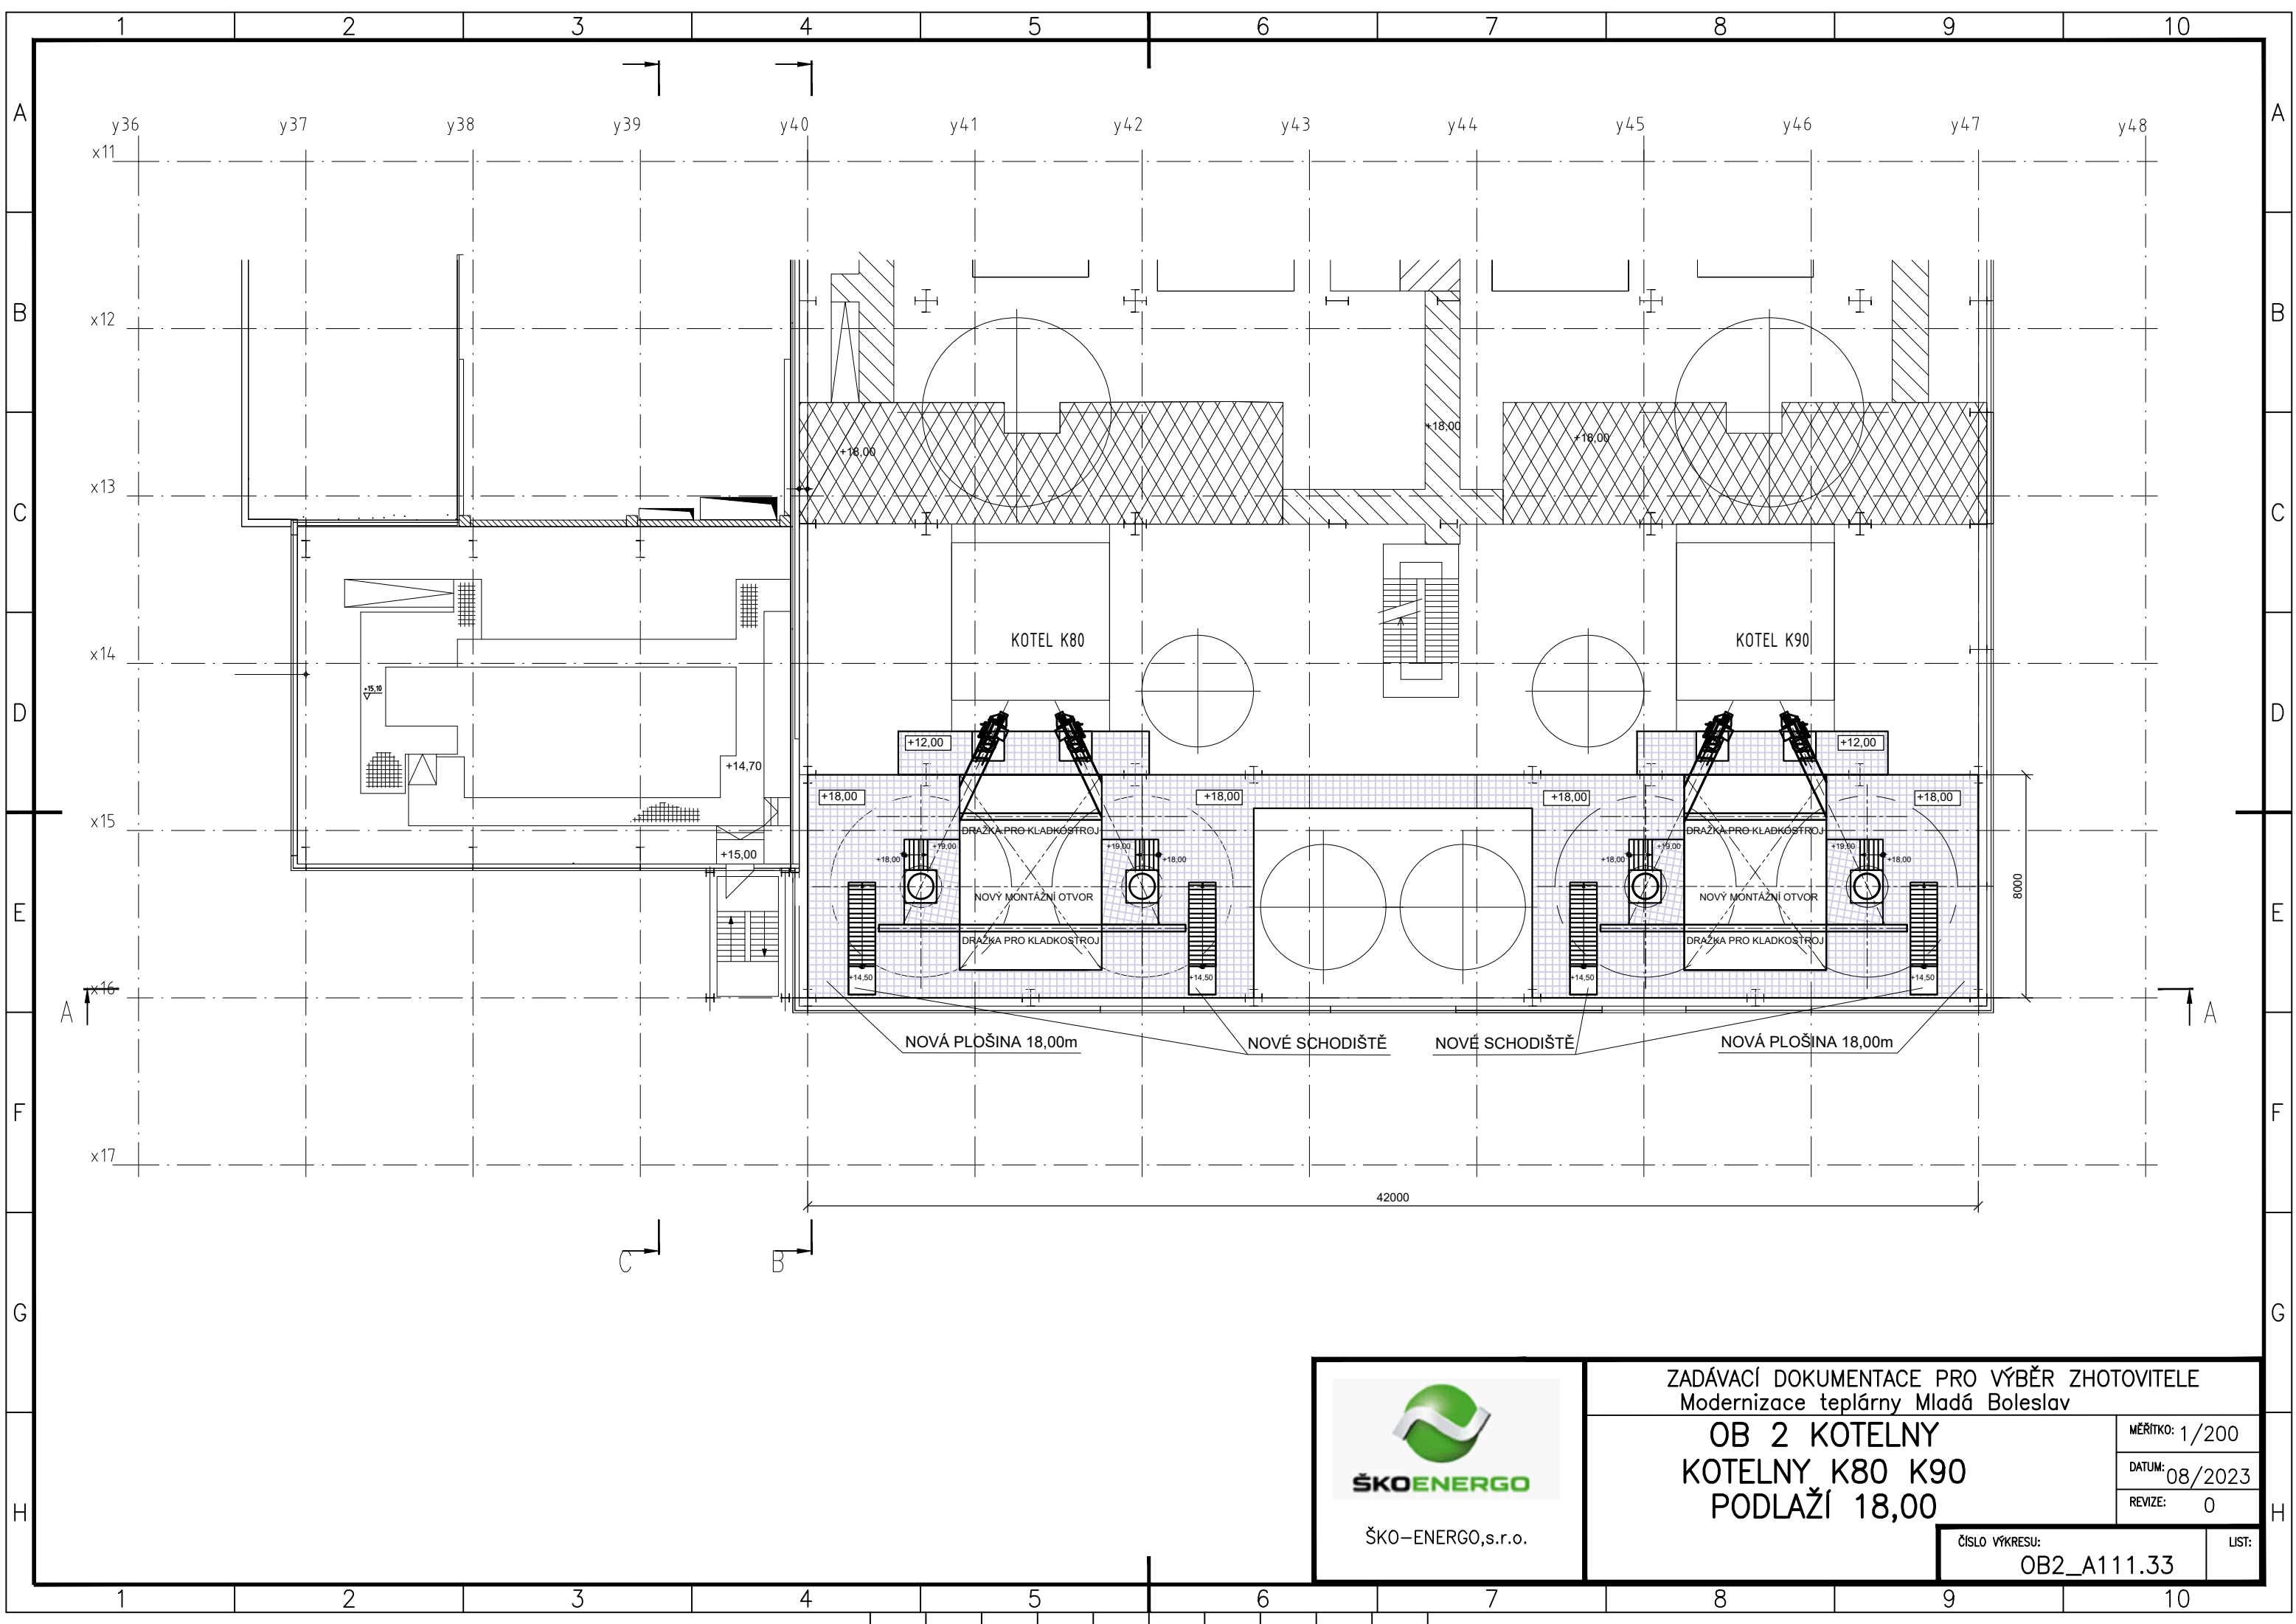 1 2 3 4 5 6 7 8 9 10
A A
y36 y37 y38 y39 y40 y41 y42 y43 y44 y45 y46 y47 y48
x11
B B
x12
+18,00 +18,00 +18,00
x13
C C
KOTEL K80 KOTEL K90
x14
+15,10
D D
+12,00 +12,00
+14,70
+18,00 +18,00 +18,00 +18,00
x15
DRAŽKA PRO KLADKOSTROJ DRAŽKA PRO KLADKOSTROJ
+15,00
+18,00 +19,00 +19,00 +18,00 +18,00 +19,00 +19,00 +18,00
8000
NOVÝ MONTÁŽNÍ OTVOR NOVÝ MONTÁŽNÍ OTVOR
E E
DRAŽKA PRO KLADKOSTROJ DRAŽKA PRO KLADKOSTROJ
+14,50 +14,50 +14,50 +14,50
x16
A A
NOVÁ PLOŠINA 18,00m NOVÉ SCHODIŠTĚ NOVÉ SCHODIŠTĚ NOVÁ PLOŠINA 18,00m
F F
x17
42000
C B
G G
ZADÁVACÍ DOKUMENTACE PRO VÝBĚR ZHOTOVITELE
Modernizace teplárny Mladá Boleslav
OB 2 KOTELNY
KOTELNY K80 K90
PODLAŽÍ 18,00
MĚŘÍTKO: 1/200
DATUM: 08/2023
REVIZE: 0
ŠKOENERGO
ŠKO-ENERGO,s.r.o.
H H
ČÍSLO VÝKRESU: LIST:
OB2_A111.33
1 2 3 4 5 6 7 8 9 10